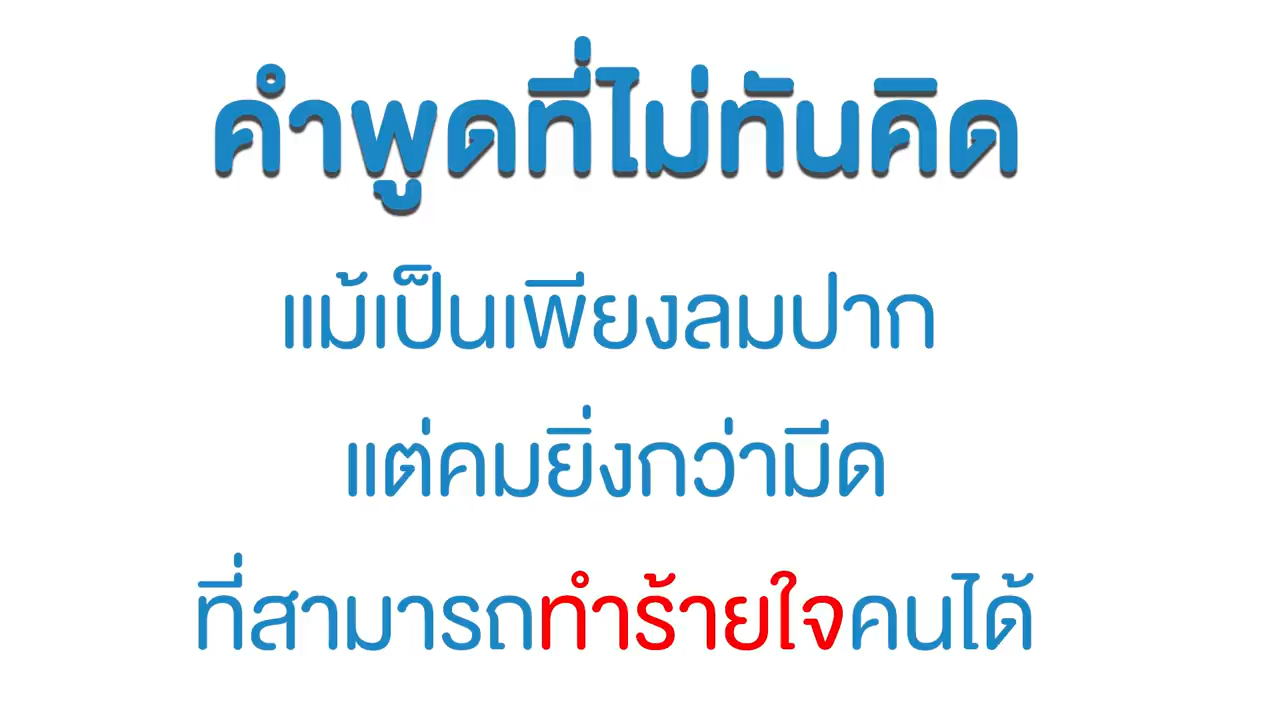 คำพูดที่ไม่ทันคิด
แม้เป็นเพียงลมปาก
แต่คมยิ่งกว่ามีด
ที่สามารถทำร้ายใจคนได้